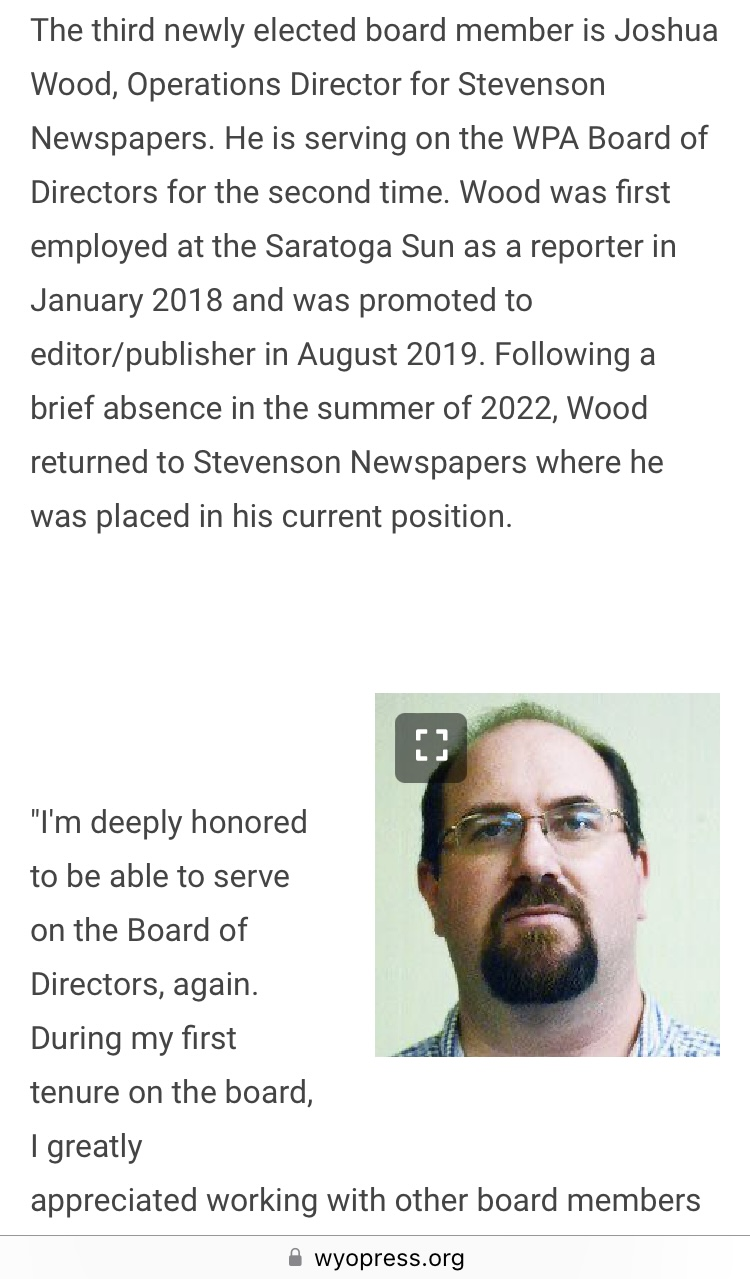 The third newly elected board member is Joshua
Wood, Operations Director for Stevenson
Newspapers. He is serving on the WPA Board of
Directors for the second time. Wood was first
employed at the Saratoga Sun as a reporter in
January 2018 and was promoted to
editor/publisher in August 2019. Following a
brief absence in the summer of 2022, Wood
returned to Stevenson Newspapers where he
was placed in his current position.
"I'm deeply honored
to be able to serve
on the Board of
Directors, again.
During my first
tenure on the board,
I greatly
appreciated working with other board members
wyopress.org